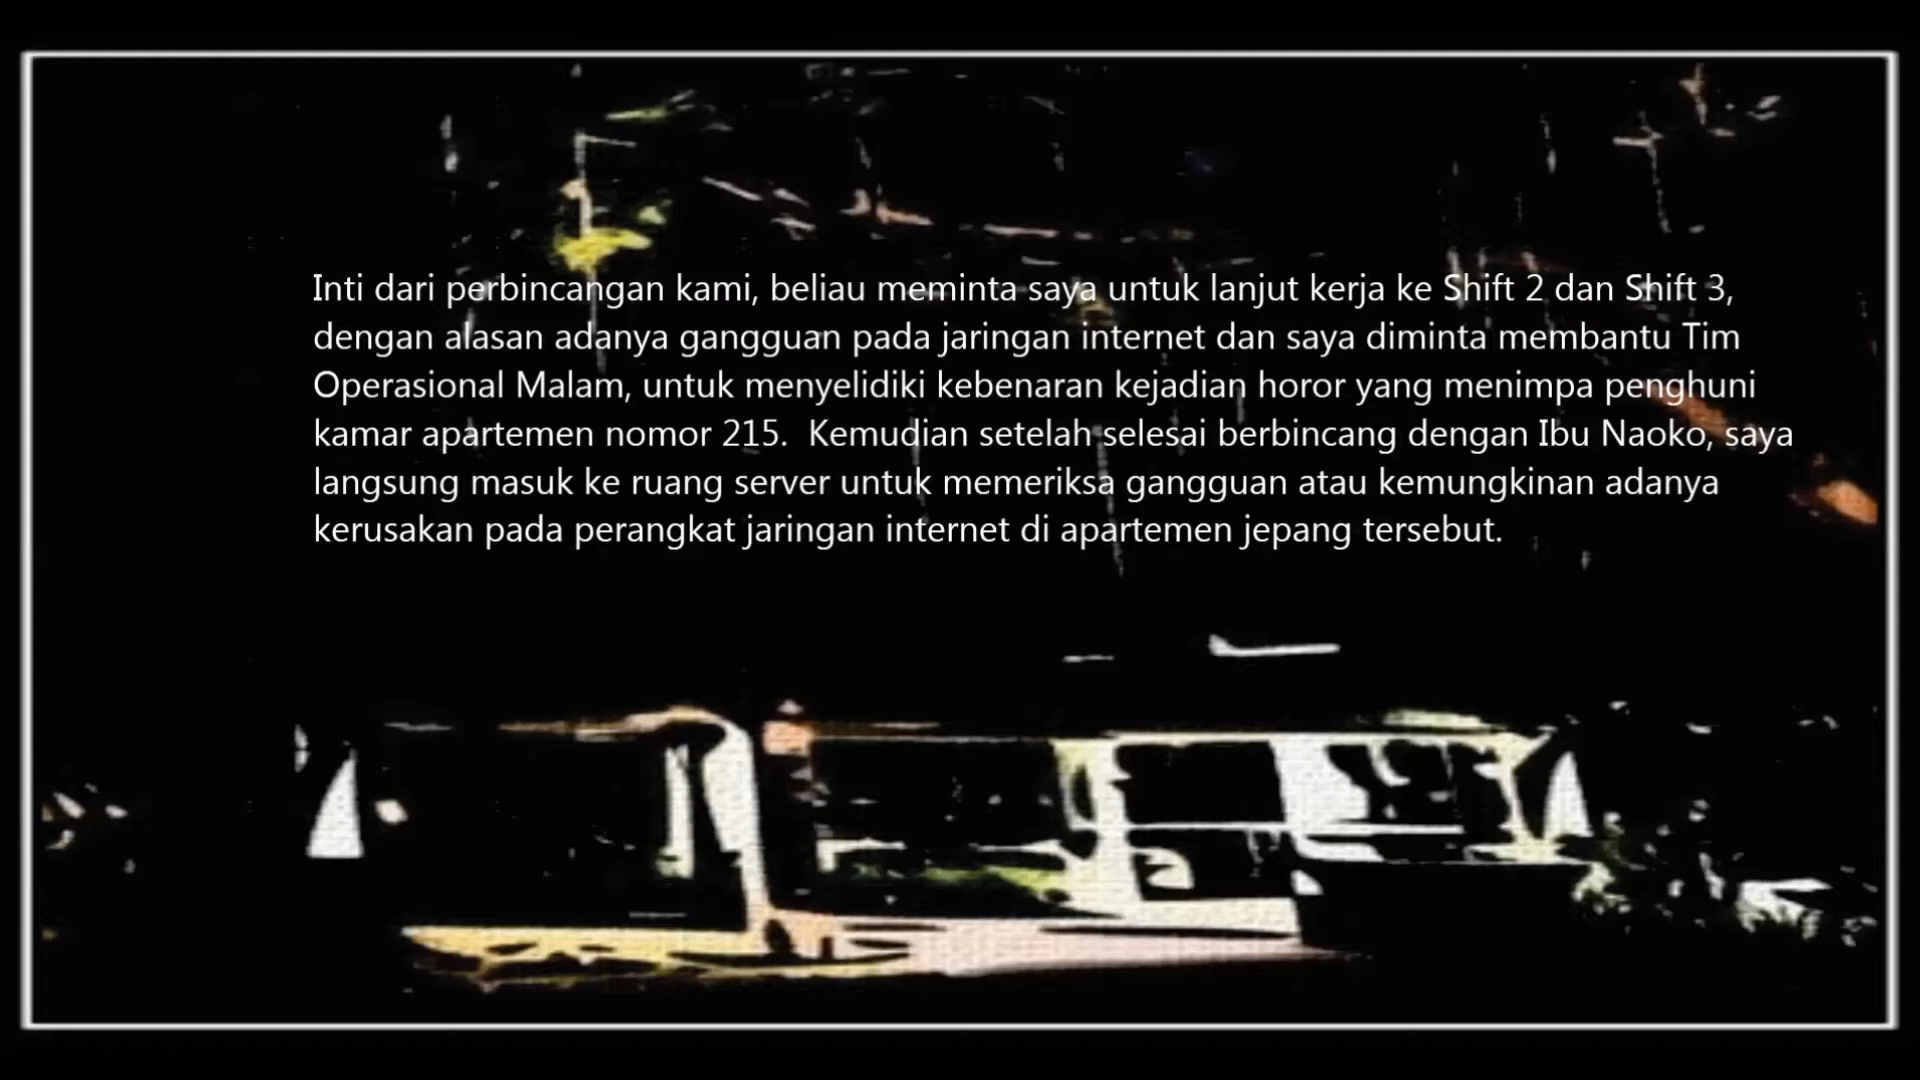 Inti dari perbincangan kami, beliau meminta saya untuk lanjut kerja ke Shift 2 dan Shift 3,
dengan alasan adanya gangguan pada jaringan internet dan saya diminta membantu Tim
Operasional Malam, untuk menyelidiki kebenaran kejadian horor yang menimpa penghuni
kamar apartemen nomor 215.  Kemudian setelah selesai berbincang dengan Ibu Naoko, saya
langsung masuk ke ruang server untuk memeriksa gangguan atau kemungkinan adanya
kerusakan pada perangkat jaringan internet di apartemen jepang tersebut.